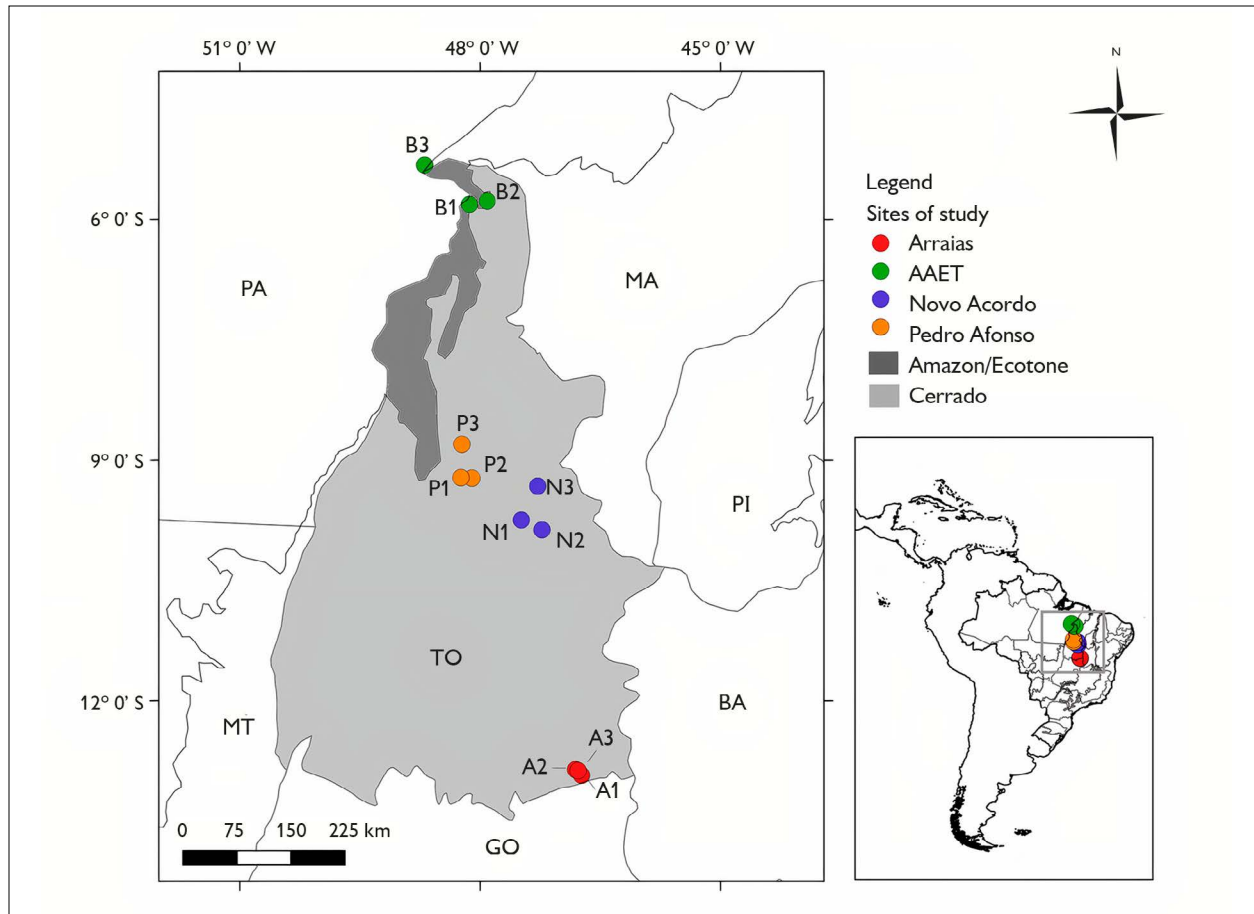 51° 0' W 48° 0' W 45° 0' W
N
B3
B2
B1
6° 0' S
PA
MA
Legend
Sites of study
Arraias
AAET
Novo Acordo
Pedro Afonso
Amazon/Ecotone
Cerrado
P3
9° 0' S
P2
P1
N3
PI
N1
N2
TO
12° 0' S
BA
MT
A3
A2
A1
0 75 150 225 km
GO